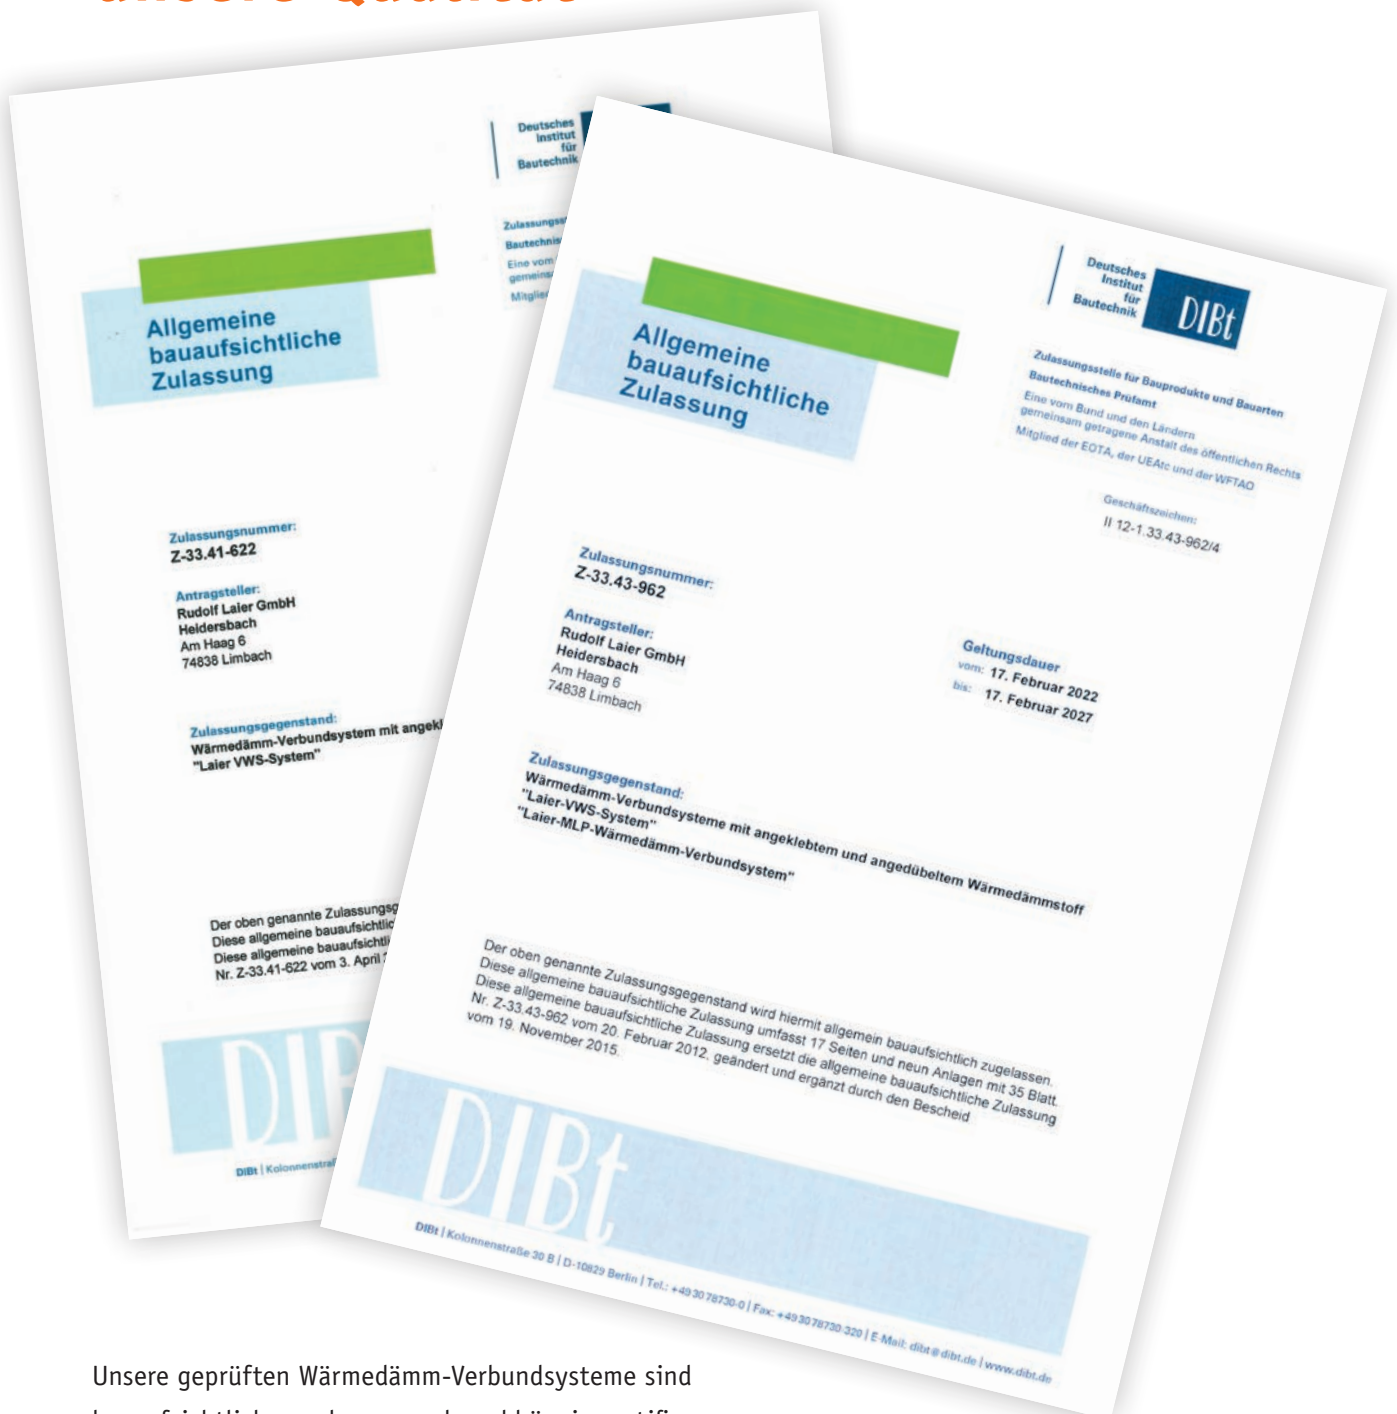 unsere Qualität
Deutsches
Institut
für
Bautechnik
Bautechnis
Eine vom
Allgemeine
bauaufsichtliche
Zulassung
Zulassungsnummer:
Z-33.41-622
Antragsteller:
Rudolf Laier GmbH
Heidersbach
Am Haag 6
74838 Limbach
Zulassungsgegenstand:
Wärmedämm-Verbundsystem mit angekl
"Laier VWS-System"
Der oben genannte Zulassungsg
Diese allgemeine bauaufsichtlic
Diese allgemeine bauaufsichtli
Nr. Z-33.41-622 vom 3. April
DIB
DIBt | Kolonnenstraß
Deutsches
Institut
für
Bautechnik
DIBt
Zulassungsstelle für Bauprodukte und Bauarten
Bautechnisches Prüfamt
Eine vom Bund und den Ländern
gemeinsam getragene Anstalt des öffentlichen Rechts
Mitglied der EOTA, der UEAtc und der WFTAO
Allgemeine
bauaufsichtliche
Zulassung
Geschäftszeichen:
II 12-1.33.43-962/4
Zulassungsnummer:
Z-33.43-962
Antragsteller:
Rudolf Laier GmbH
Heidersbach
Am Haag 6
74838 Limbach
Geltungsdauer
vom: 17. Februar 2022
bis: 17. Februar 2027
Zulassungsgegenstand:
Wärmedämm-Verbundsysteme mit angeklebtem und angedübeltem Wärmedämmstoff
"Laier-VWS-System"
"Laier-MLP-Wärmedämm-Verbundsystem"
Der oben genannte Zulassungsgegenstand wird hiermit allgemein bauaufsichtlich zugelassen.
Diese allgemeine bauaufsichtliche Zulassung umfasst 17 Seiten und neun Anlagen mit 35 Blatt.
Diese allgemeine bauaufsichtliche Zulassung ersetzt die allgemeine bauaufsichtliche Zulassung
Nr. Z-33.43-962 vom 20. Februar 2012, geändert und ergänzt durch den Bescheid
vom 19. November 2015.
DIBt
DIBt | Kolonnenstraße 30 B | D-10829 Berlin | Tel.: +493078730-0 | Fax: +493078730-320 | E-Mail: dibt@dibt.de | www.dibt.de
Unsere geprüften Wärmedämm-Verbundsysteme sind